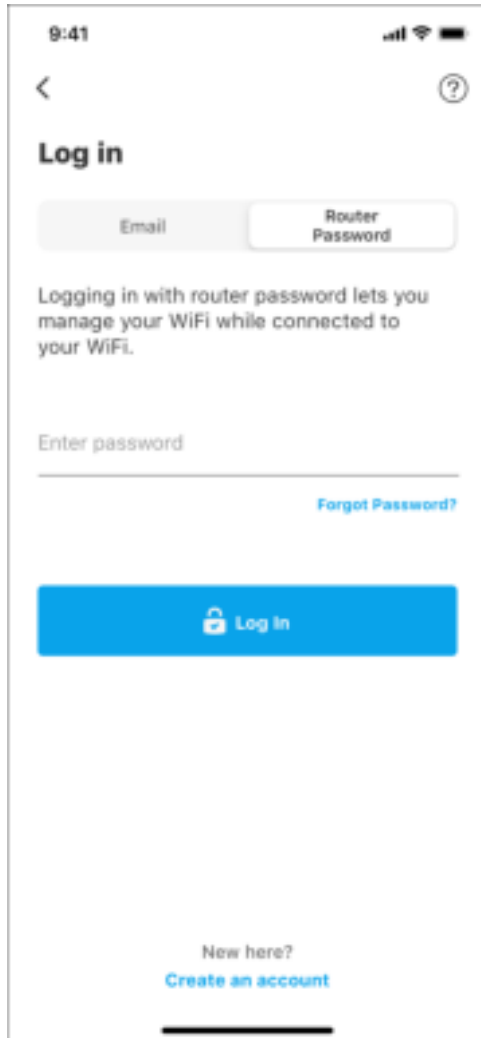 9:41
Log in
Email
Router
Password
Logging in with router password lets you
manage your WiFi while connected to
your WiFi.
Enter password
Forgot Password?
Log In
New here?
Create an account